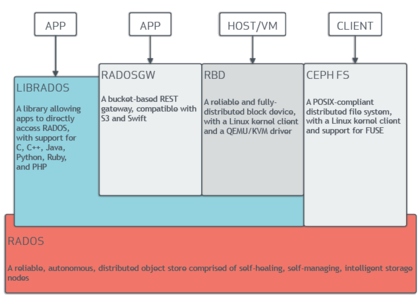 APP
APP
HOST/VM
CLIENT
LIBRADOS
A library allowing
apps to directly
access RADOS,
with support for
C, C++, Java,
Python, Ruby,
and PHP
RADOSGW
A bucket-based REST
gateway, compatible with
S3 and Swift
RBD
A reliable and fully-
distributed block device,
with a Linux kernel client
and a QEMU/KVM driver
CEPH FS
A POSIX-compliant
distributed file system,
with a Linux kernel client
and support for FUSE
RADOS
A reliable, autonomous, distributed object store comprised of self-healing, self-managing, intelligent storage
nodes